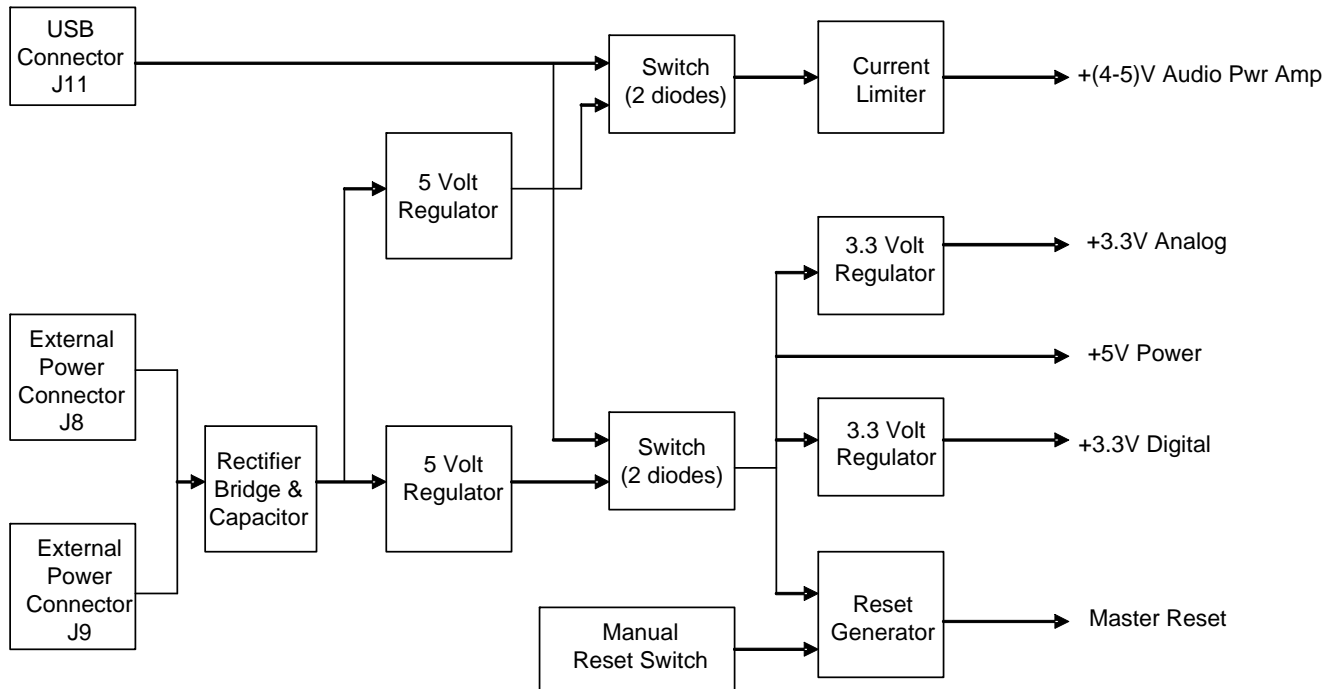 USB
Connector
J11
Switch
(2 diodes)
Current
Limiter
+(4-5)V Audio Pwr Amp
5 Volt
Regulator
3.3 Volt
Regulator
+3.3V Analog
External
Power
Connector
J8
+5V Power
Rectifier
Bridge &
Capacitor
5 Volt
Regulator
Switch
(2 diodes)
3.3 Volt
Regulator
+3.3V Digital
External
Power
Connector
J9
Manual
Reset Switch
Reset
Generator
Master Reset